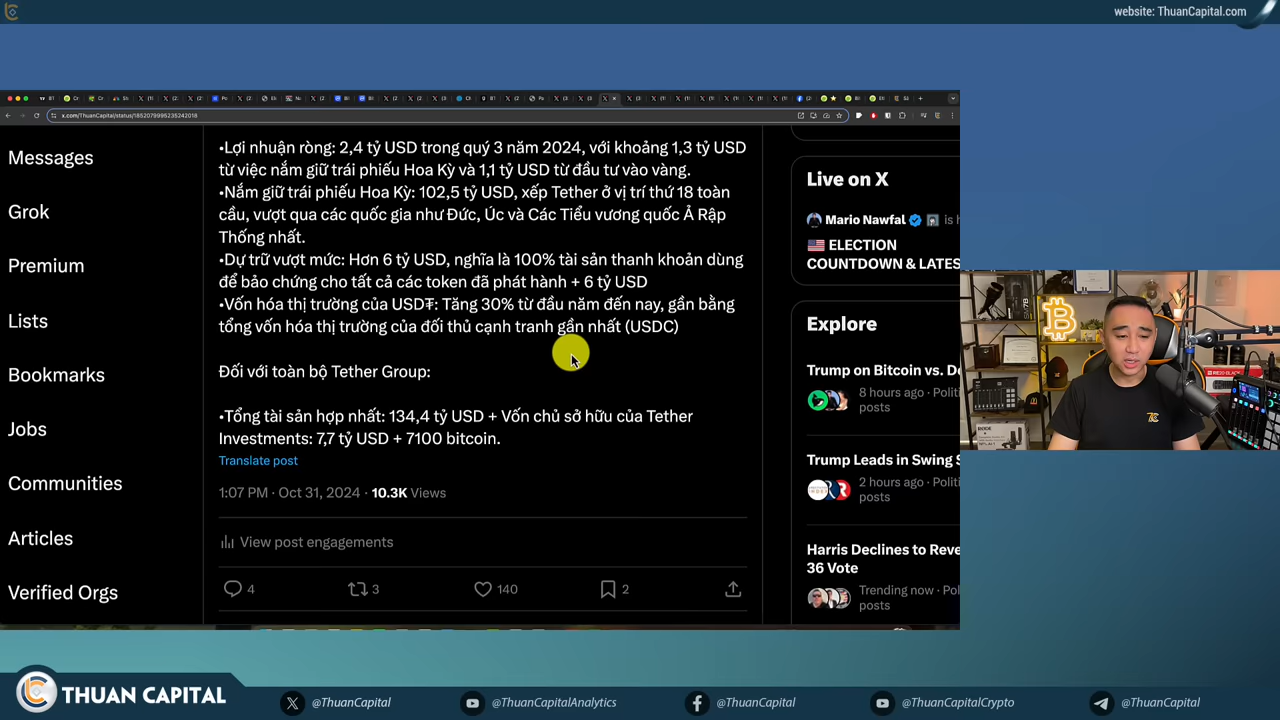 website: ThuanCapital.com
x.com/ThuanCapital/status/1852079995235242018
Messages
Grok
Premium
Lists
Bookmarks
Jobs
Communities
Articles
Verified Orgs
•Lợi nhuận ròng: 2,4 tỷ USD trong quý 3 năm 2024, với khoảng 1,3 tỷ USD
từ việc nắm giữ trái phiếu Hoa Kỳ và 1,1 tỷ USD từ đầu tư vào vàng.
•Nắm giữ trái phiếu Hoa Kỳ: 102,5 tỷ USD, xếp Tether ở vị trí thứ 18 toàn
cầu, vượt qua các quốc gia như Đức, Úc và Các Tiểu vương quốc Ả Rập
Thống nhất.
•Dự trữ vượt mức: Hơn 6 tỷ USD, nghĩa là 100% tài sản thanh khoản dùng
để bảo chứng cho tất cả các token đã phát hành + 6 tỷ USD
•Vốn hóa thị trường của USD₮: Tăng 30% từ đầu năm đến nay, gần bằng
tổng vốn hóa thị trường của đối thủ cạnh tranh gần nhất (USDC)
Đối với toàn bộ Tether Group:
•Tổng tài sản hợp nhất: 134,4 tỷ USD + Vốn chủ sở hữu của Tether
Investments: 7,7 tỷ USD + 7100 bitcoin.
Translate post
1:07 PM · Oct 31, 2024 · 10.3K Views
View post engagements
4
3
140
2
Live on X
Mario Nawfal is h
ELECTION
COUNTDOWN & LATES
Explore
Trump on Bitcoin vs. De
8 hours ago · Politi
posts
Trump Leads in Swing S
2 hours ago · Politi
posts
Harris Declines to Reve
36 Vote
Trending now · Pol
posts
THUAN CAPITAL
@ThuanCapital
@ThuanCapitalAnalytics
@ThuanCapital
@ThuanCapitalCrypto
@ThuanCapital